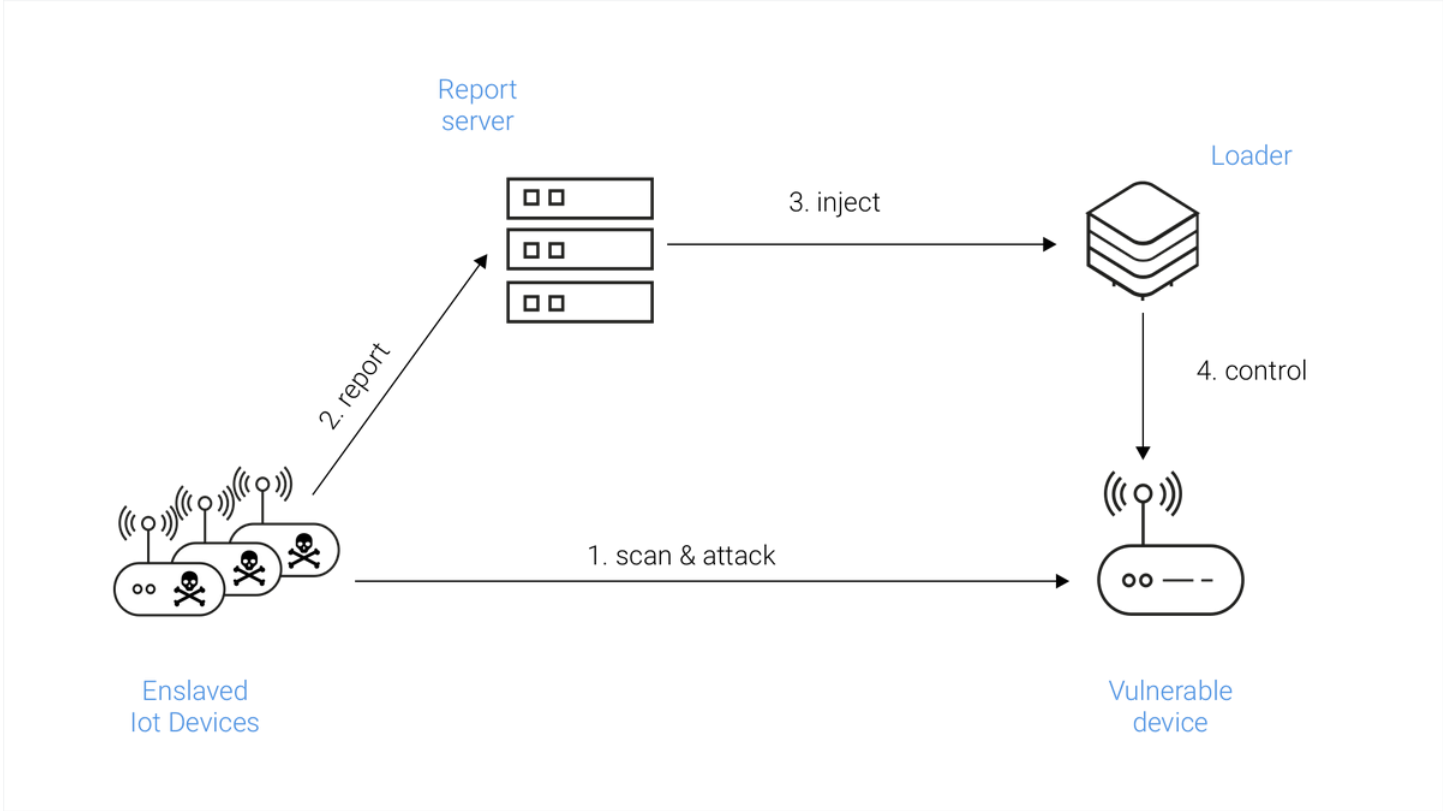 Report
server
Loader
3. inject
2. report
4. control
1. scan & attack
Enslaved
Iot Devices
Vulnerable
device